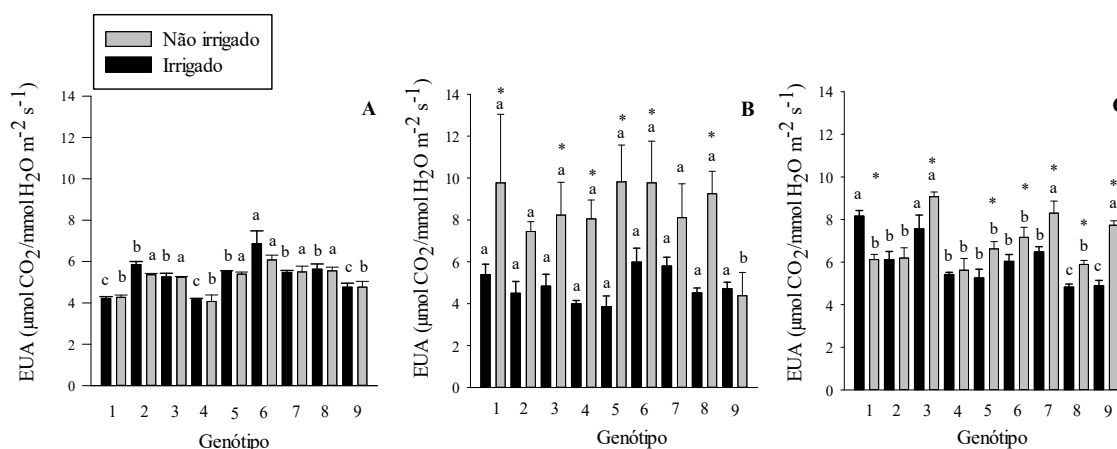 Não irrigado
Irrigado
A
EUA (µmol CO2/mmol H2O m-2 s-1)
14
12
10
8
6
4
2
0
c b b a b a c b b a a a b a b a c b
1 2 3 4 5 6 7 8 9
Genótipo
B
EUA (µmol CO2/mmol H2O m-2 s-1)
14
12
10
8
6
4
2
0
* * * * * *
a a a a a a a a a a a a a a a a a b
1 2 3 4 5 6 7 8 9
Genótipo
EUA (µmol CO2/mmol H2O m-2 s-1)
14
12
10
8
6
4
2
0
* * * * * * *
a b b b a a b b b b b b b a c b b a
1 2 3 4 5 6 7 8 9
Genótipo